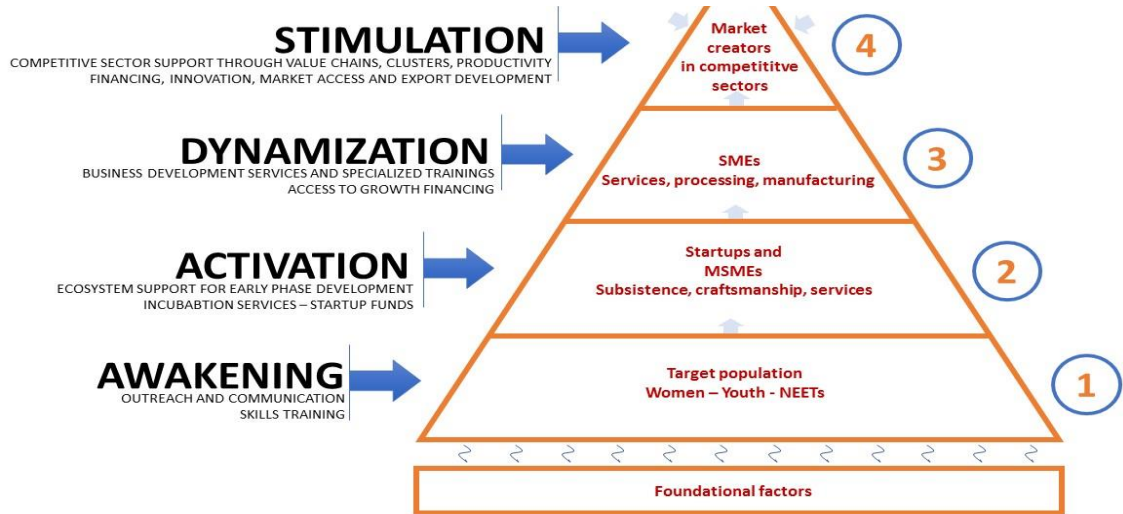 STIMULATION
COMPETITIVE SECTOR SUPPORT THROUGH VALUE CHAINS, CLUSTERS, PRODUCTIVITY
FINANCING, INNOVATION, MARKET ACCESS AND EXPORT DEVELOPMENT
Market
creators
in competititve
sectors
4
DYNAMIZATION
BUSINESS DEVELOPMENT SERVICES AND SPECIALIZED TRAININGS
ACCESS TO GROWTH FINANCING
SMEs
Services, processing, manufacturing
3
ACTIVATION
ECOSYSTEM SUPPORT FOR EARLY PHASE DEVELOPMENT
INCUBABTION SERVICES – STARTUP FUNDS
Startups and
MSMEs
Subsistence, craftsmanship, services
2
AWAKENING
OUTREACH AND COMMUNICATION
SKILLS TRAINING
Target population
Women – Youth - NEETs
1
Foundational factors